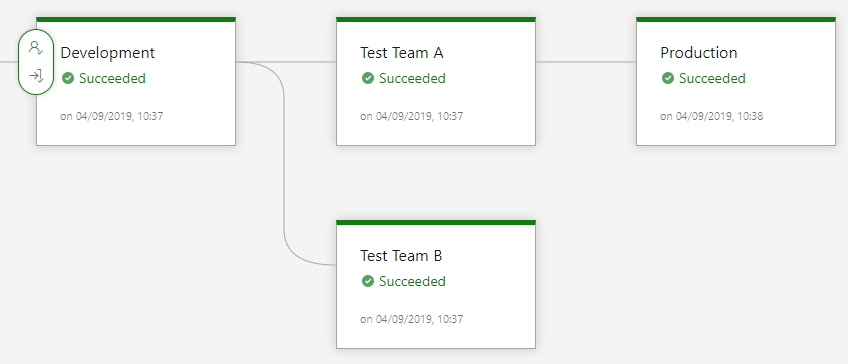 Development
Succeeded
on 04/09/2019, 10:37
Test Team A
Succeeded
on 04/09/2019, 10:37
Production
Succeeded
on 04/09/2019, 10:38
Test Team B
Succeeded
on 04/09/2019, 10:37